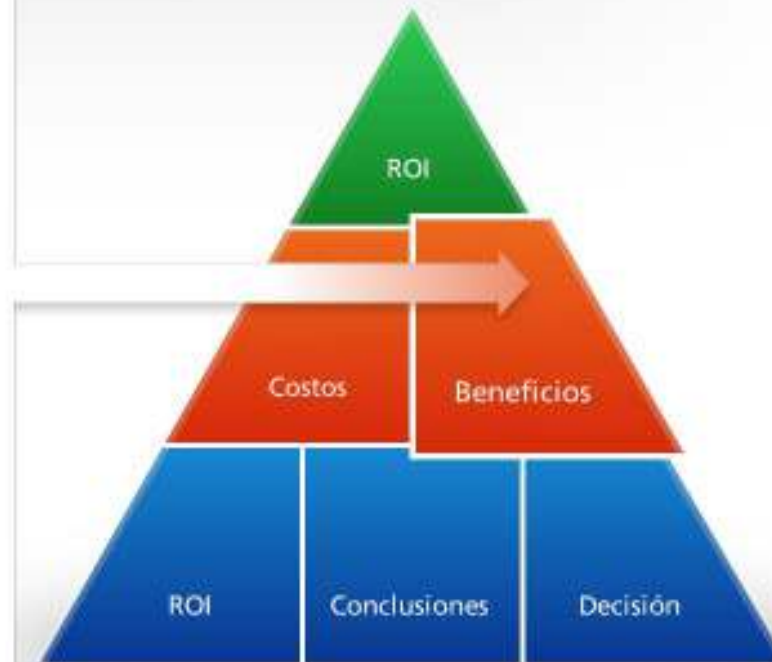 ROI
Costos
Beneficios
ROI
Conclusiones
Decisión